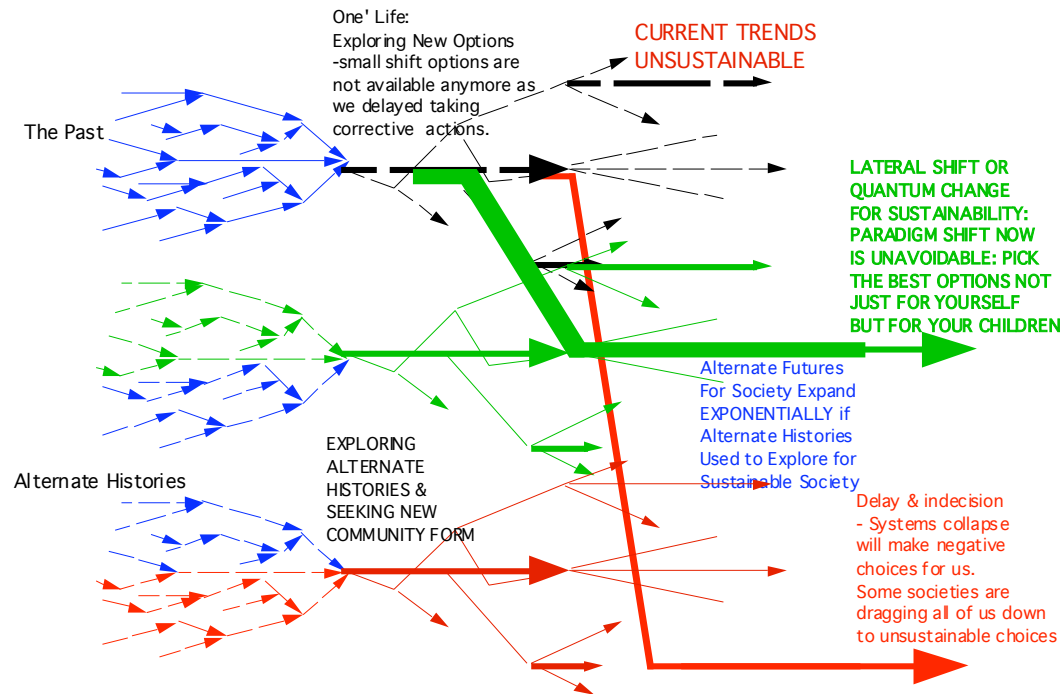 One' Life:
Exploring New Options
-small shift options are
not available anymore as
we delayed taking
corrective actions.
CURRENT TRENDS
UNSUSTAINABLE
The Past
LATERAL SHIFT OR
QUANTUM CHANGE
FOR SUSTAINABILITY:
PARADIGM SHIFT NOW
IS UNAVOIDABLE: PICK
THE BEST OPTIONS NOT
JUST FOR YOURSELF
BUT FOR YOUR CHILDREN
Alternate Futures
For Society Expand
EXPONENTIALLY if
Alternate Histories
Used to Explore for
Sustainable Society
EXPLORING
ALTERNATE
HISTORIES &
SEEKING NEW
COMMUNITY FORM
Alternate Histories
Delay & indecision
- Systems collapse
will make negative
choices for us.
Some societies are
dragging all of us down
to unsustainable choices